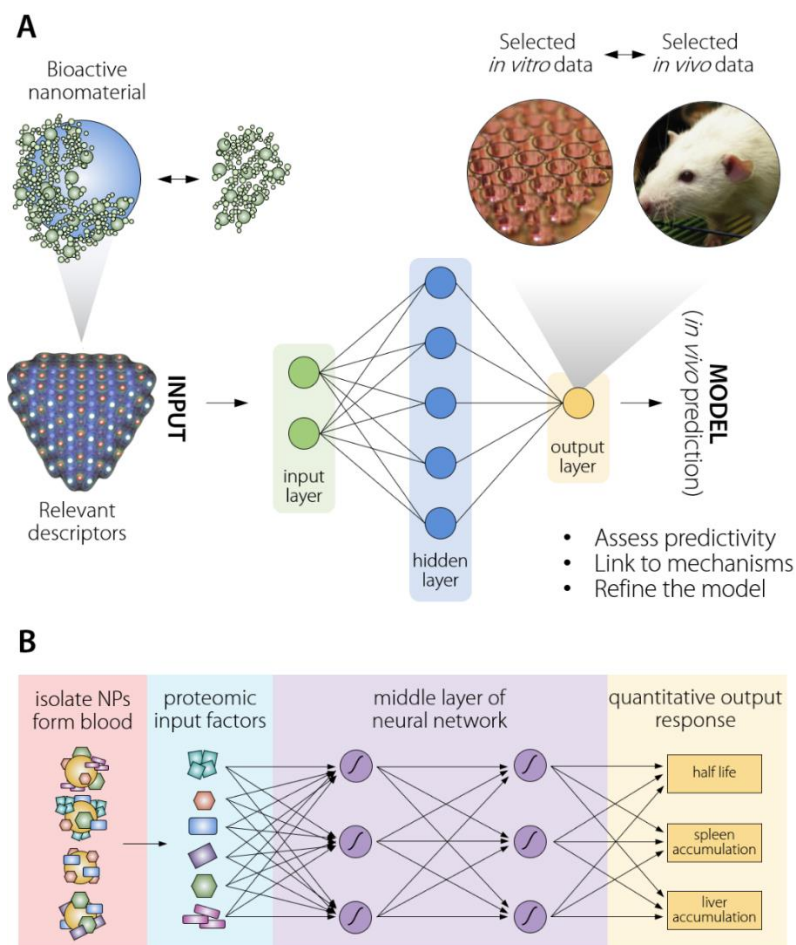 A
Bioactive
nanomaterial
Selected
in vitro data
Selected
in vivo data
Relevant
descriptors
INPUT
input
layer
hidden
layer
output
layer
MODEL
(in vivo prediction)
• Assess predictivity
• Link to mechanisms
• Refine the model
B
isolate NPs
form blood
proteomic
input factors
middle layer of
neural network
quantitative output
response
half life
spleen
accumulation
liver
accumulation